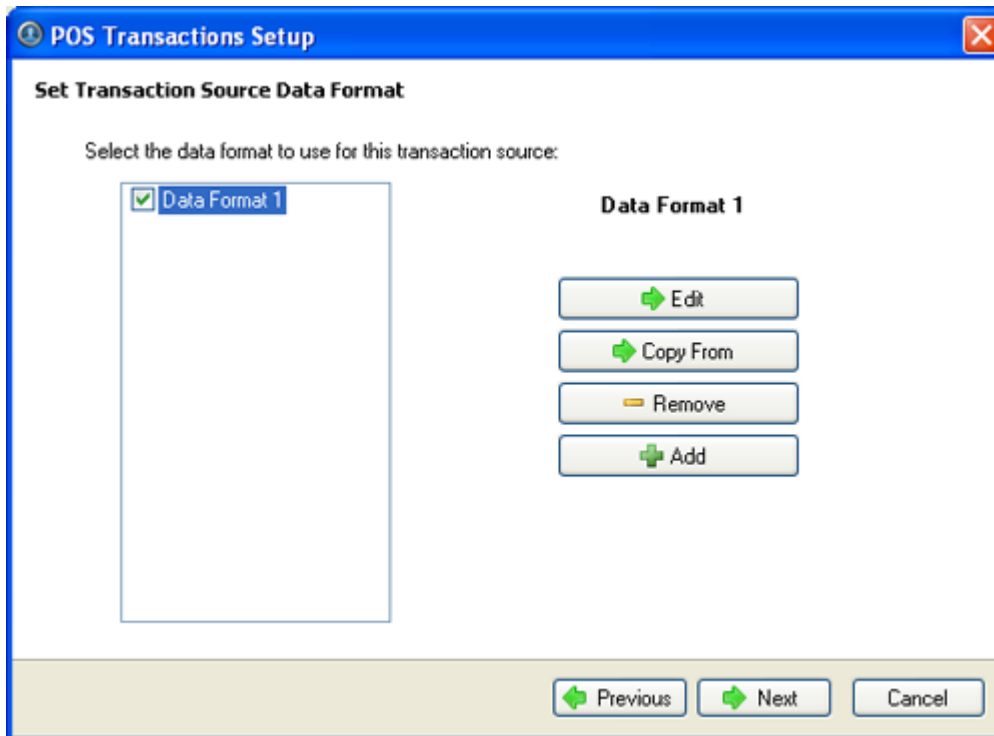 POS Transactions Setup
Set Transaction Source Data Format
Select the data format to use for this transaction source:
Data Format 1
Data Format 1
Edit
Copy From
Remove
Add
Previous
Next
Cancel